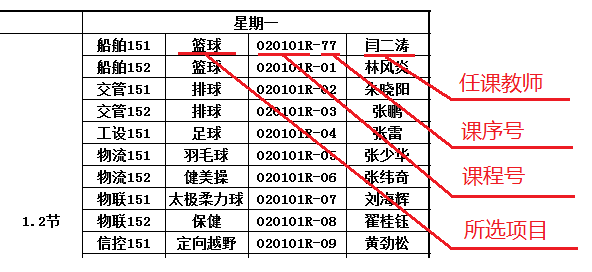 星期一
船舶151 篮球 020101R-77 闫二涛
船舶152 篮球 020101R-01 林风炎
交管151 排球 020101R-02 朱晓阳
交管152 排球 020101R-03 张鹏
工设151 足球 020101R-04 张雷
物流151 羽毛球 020101R-05 张少华
物流152 健美操 020101R-06 张纬奇
物联151 太极柔力球 020101R-07 刘海辉
1.2节 物联152 保健 020101R-08 翟桂钰
信控151 定向越野 020101R-09 黄劲松
任课教师
课序号
课程号
所选项目